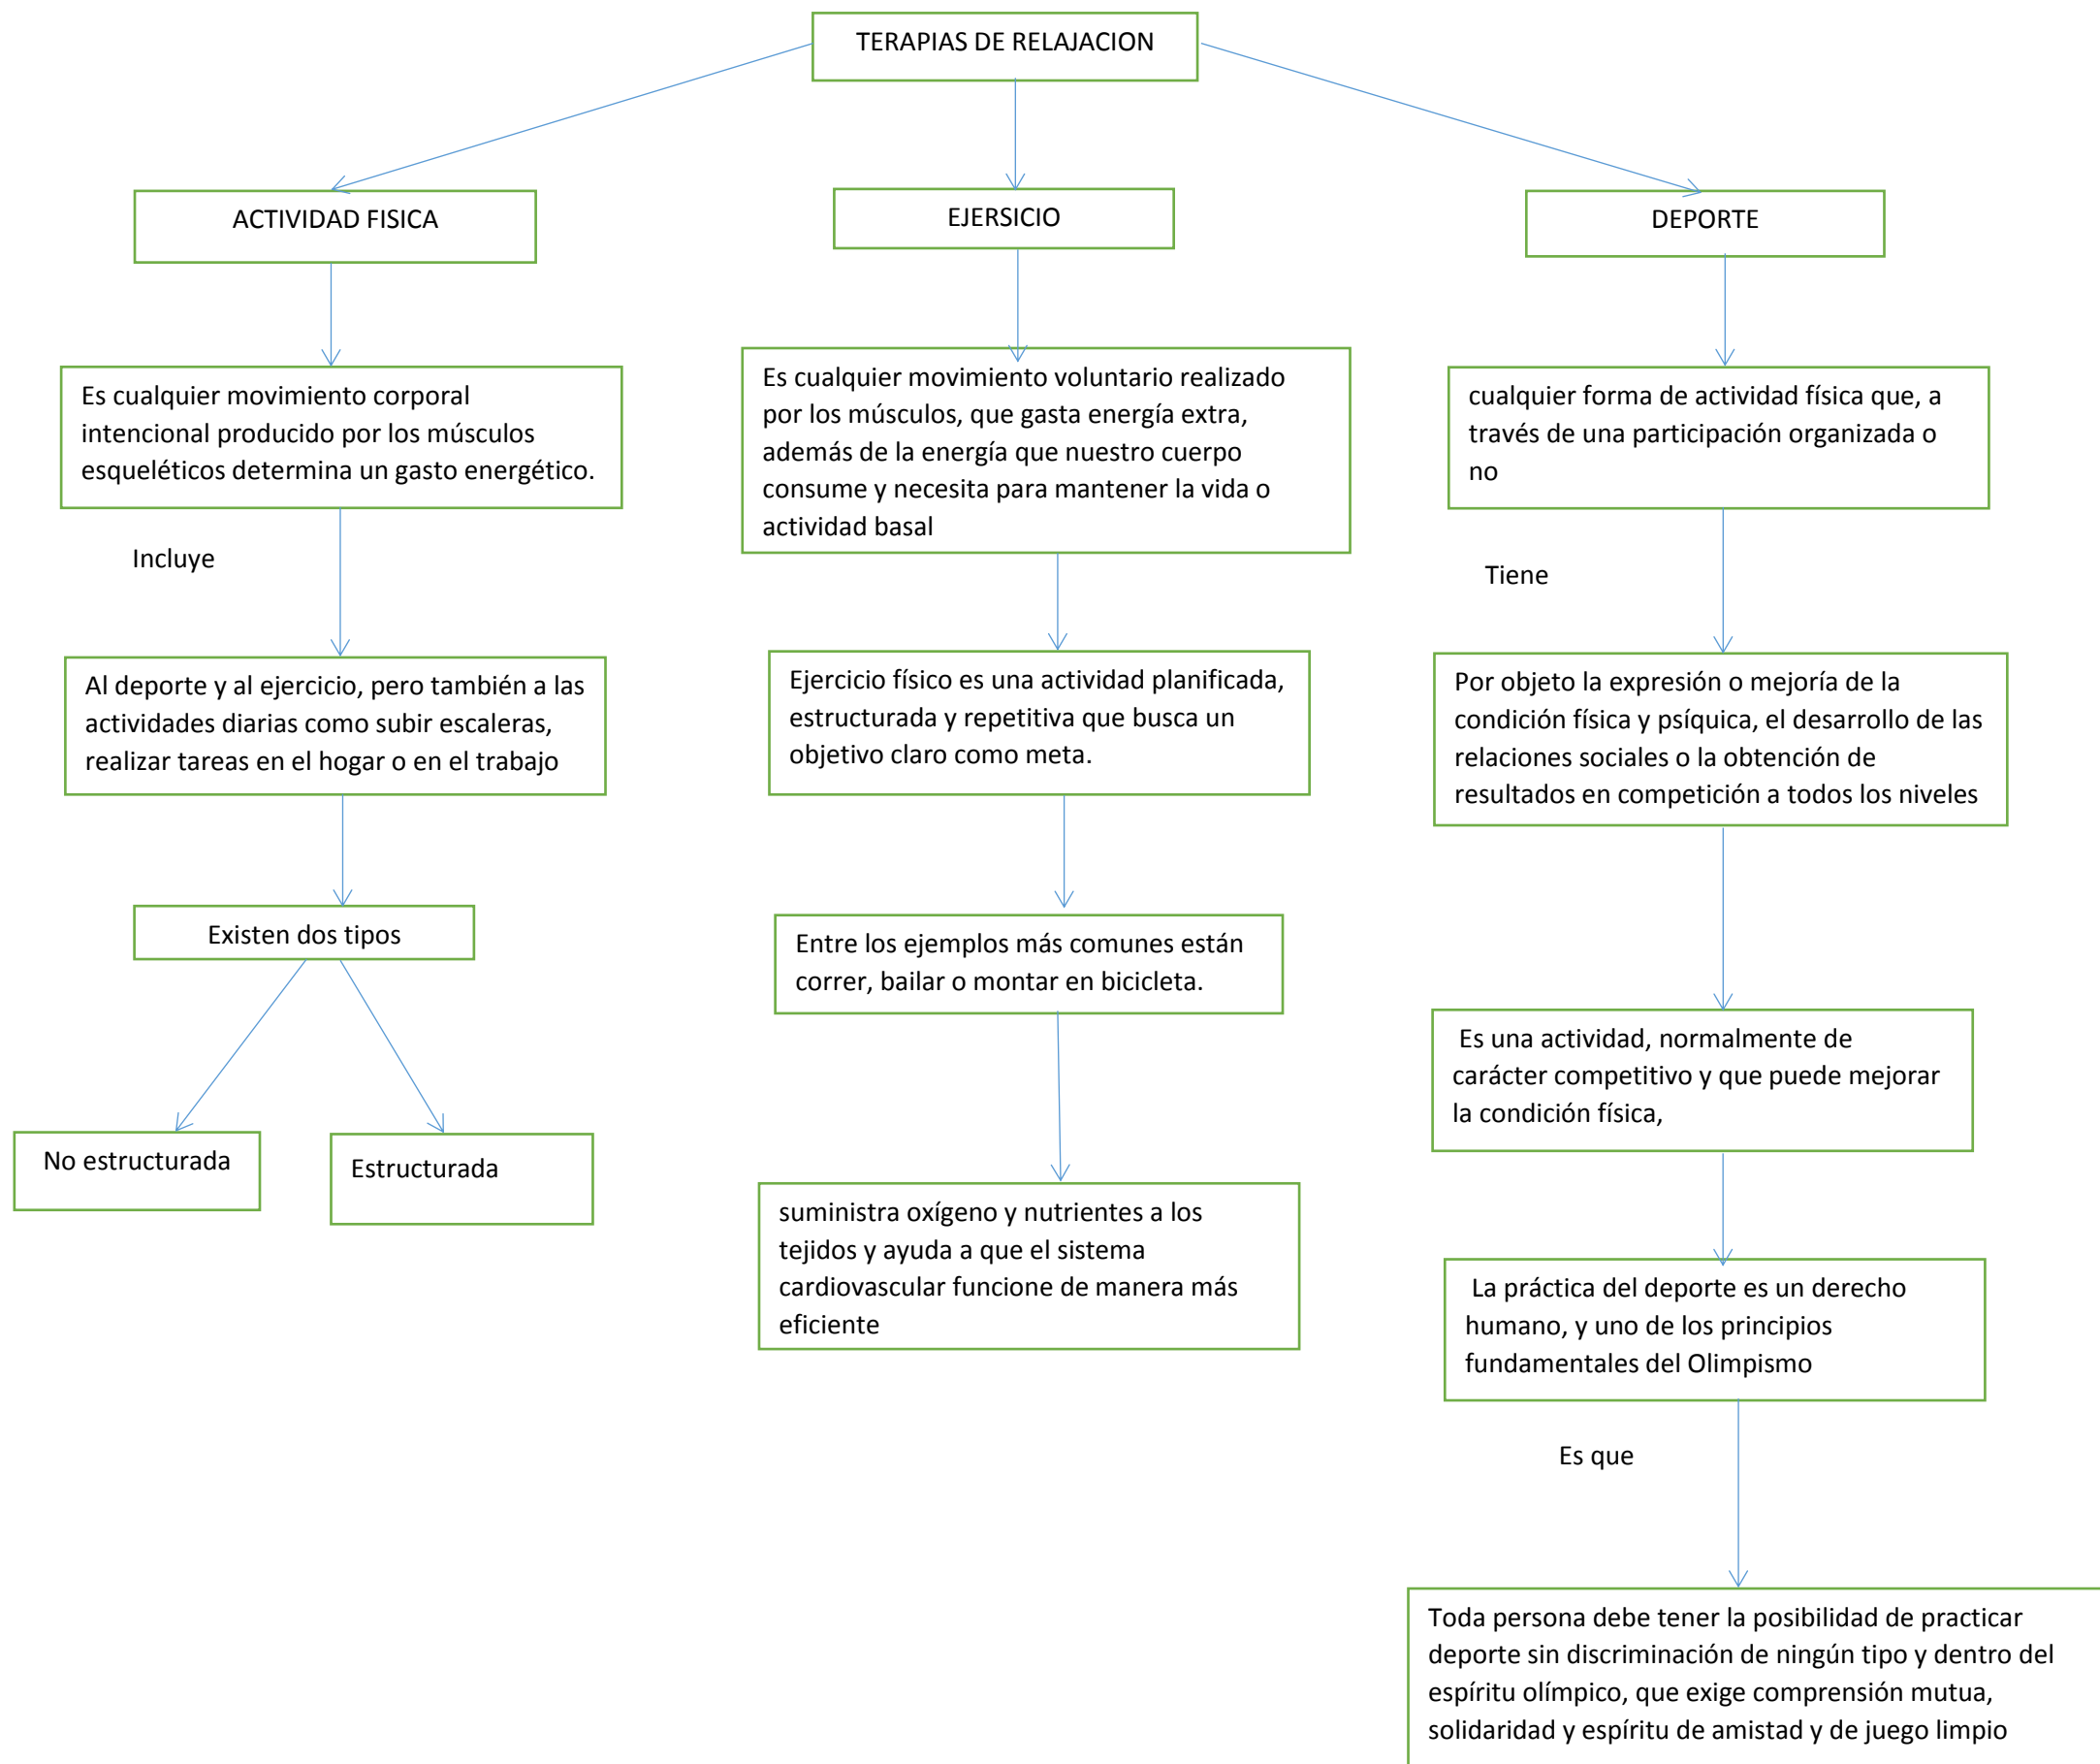 TERAPIAS DE RELAJACION
ACTIVIDAD FISICA
Es cualquier movimiento corporal
intencional producido por los músculos
esqueléticos determina un gasto energético.
Incluye
Al deporte y al ejercicio, pero también a las
actividades diarias como subir escaleras,
realizar tareas en el hogar o en el trabajo
Existen dos tipos
No estructurada
Estructurada
EJERSICIO
Es cualquier movimiento voluntario realizado
por los músculos, que gasta energía extra,
además de la energía que nuestro cuerpo
consume y necesita para mantener la vida o
actividad basal
Ejercicio físico es una actividad planificada,
estructurada y repetitiva que busca un
objetivo claro como meta.
Entre los ejemplos más comunes están
correr, bailar o montar en bicicleta.
suministra oxígeno y nutrientes a los
tejidos y ayuda a que el sistema
cardiovascular funcione de manera más
eficiente
DEPORTE
cualquier forma de actividad física que, a
través de una participación organizada o
no
Tiene
Por objeto la expresión o mejoría de la
condición física y psíquica, el desarrollo de las
relaciones sociales o la obtención de
resultados en competición a todos los niveles
Es una actividad, normalmente de
carácter competitivo y que puede mejorar
la condición física,
La práctica del deporte es un derecho
humano, y uno de los principios
fundamentales del Olimpismo
Es que
Toda persona debe tener la posibilidad de practicar
deporte sin discriminación de ningún tipo y dentro del
espíritu olímpico, que exige comprensión mutua,
solidaridad y espíritu de amistad y de juego limpio